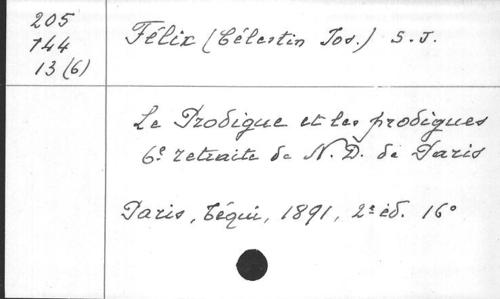 205
144
13 (6)
Félix (Célestin Jos.) S.J.
Le Prodigue et les prodigues
6e retraite de N.D. de Paris
Paris, Téqui, 1891, 2e éd. 16°